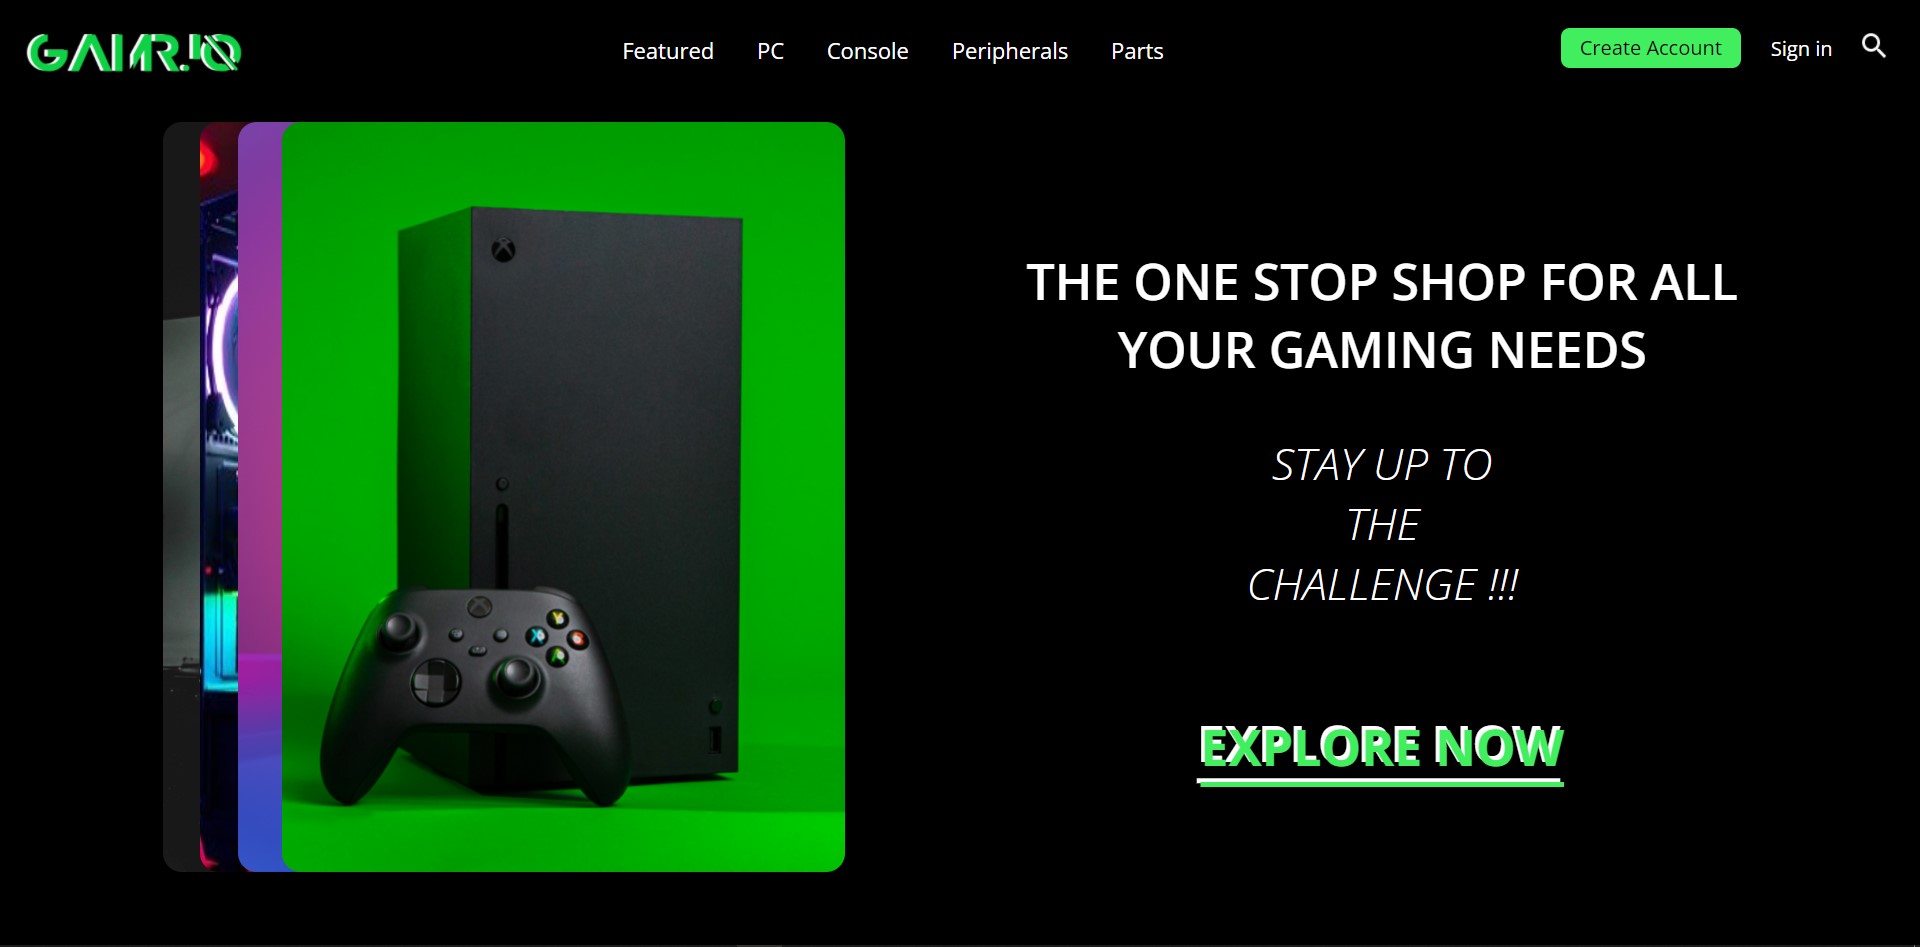 GAMR.IO
Featured PC Console Peripherals Parts
Create Account Sign in
THE ONE STOP SHOP FOR ALL
YOUR GAMING NEEDS
STAY UP TO
THE
CHALLENGE !!!
EXPLORE NOW
Y
X B
A